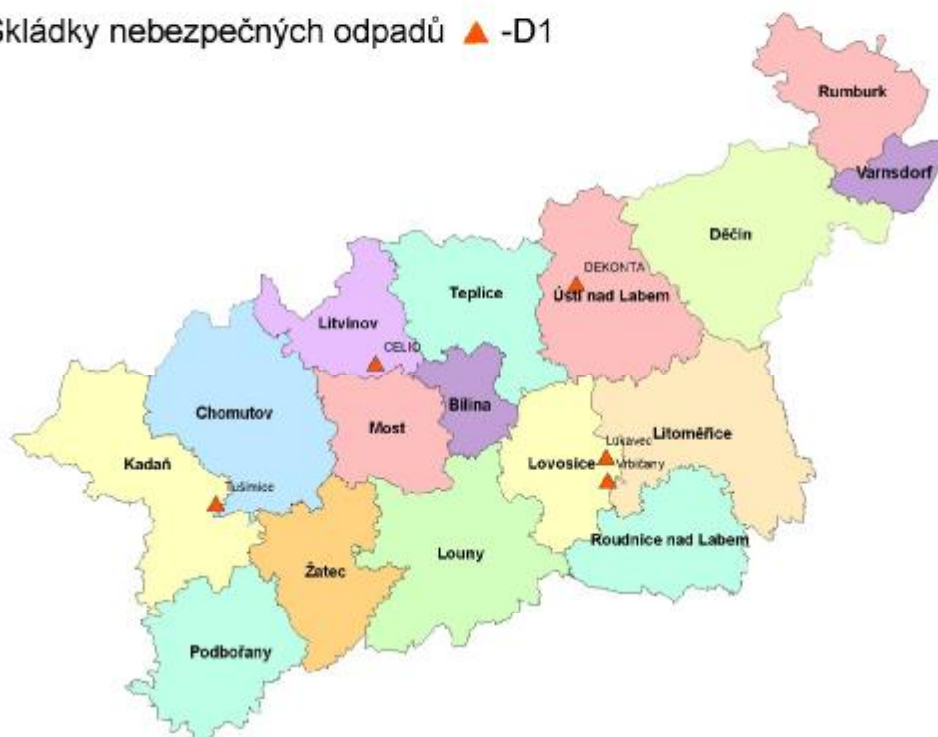 Skládky nebezpečných odpadů -D1
Rumburk
Varnsdorf
Děčín
DEKONTA
Ústí nad Labem
Teplice
Litvínov
CELIO
Bílina
Chomutov
Most
Litoměřice
Lukavec
Lovosice
Vrbičany
Kadaň
Tušimice
Roudnice nad Labem
Louny
Žatec
Podbořany